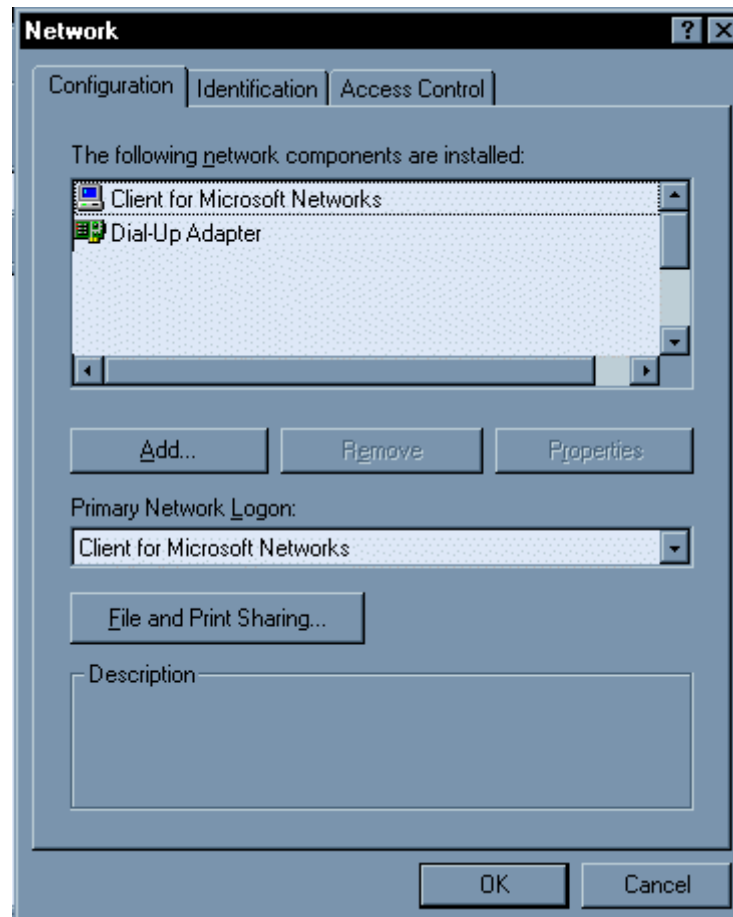 Network
Configuration Identification Access Control
The following network components are installed:
Client for Microsoft Networks
Dial-Up Adapter
Add... Remove Properties
Primary Network Logon:
Client for Microsoft Networks
File and Print Sharing...
Description
OK Cancel